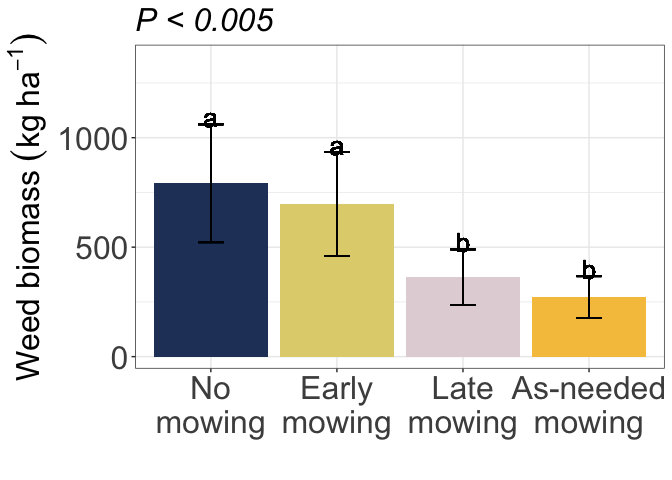 P < 0.005
Weed biomass (kg ha⁻¹)
1000
500
0
a
a
b
b
No mowing
Early mowing
Late mowing
As-needed mowing